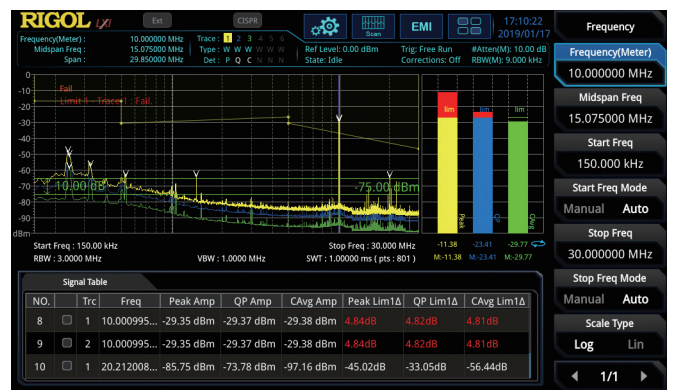 RIGOL LXI Ext CISPR Scan EMI 17:10:22
2019/01/17
Frequency(Meter) : 10.000000 MHz Trace : 1 2 3 4 5 6
Midspan Freq : 15.075000 MHz Type : W W W W W W Ref Level: 0.00 dBm Trig: Free Run #Atten(M): 10.00 dB
Span : 29.850000 MHz Det : P Q C N N N State: Idle Corrections: Off RBW(M): 9.000 kHz
0
-10
-20
-30
-40
-50
-60
-70
-80
-90
dBm
Fail
Limit 1 - Trace 1 : Fail.
10.00 dB
-75.00 dBm
lim lim lim
Peak QP CAvg
Start Freq : 150.00 kHz Stop Freq : 30.000 MHz -11.38 -23.41 -29.77
RBW : 3.0000 MHz VBW : 1.0000 MHz SWT : 1.00000 ms ( pts : 801 ) M:-11.38 M:-23.41 M:-29.77
Signal Table
NO. Trc Freq Peak Amp QP Amp CAvg Amp Peak Lim1Δ QP Lim1Δ CAvg Lim1Δ
8 1 10.000995... -29.35 dBm -29.37 dBm -29.38 dBm 4.84dB 4.82dB 4.81dB
9 2 10.000995... -29.35 dBm -29.37 dBm -29.38 dBm 4.84dB 4.82dB 4.81dB
10 1 20.212008... -85.75 dBm -73.78 dBm -97.16 dBm -45.02dB -33.05dB -56.44dB
Frequency
Frequency(Meter)
10.000000 MHz
Midspan Freq
15.075000 MHz
Start Freq
150.000 kHz
Start Freq Mode
Manual Auto
Stop Freq
30.000000 MHz
Stop Freq Mode
Manual Auto
Scale Type
Log Lin
1/1